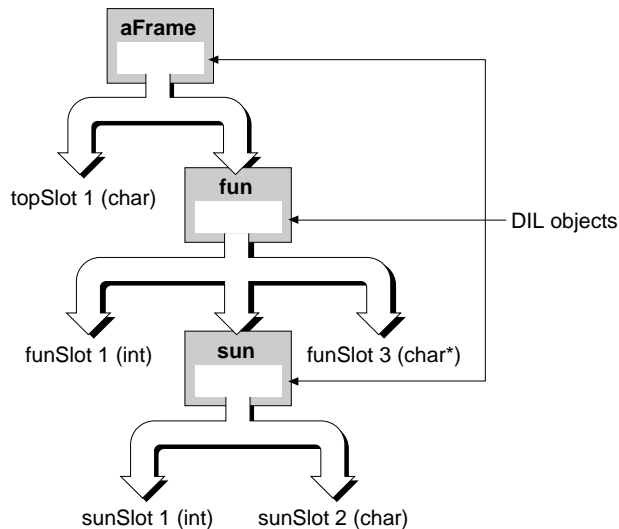 aFrame
topSlot 1 (char)
fun
DIL objects
funSlot 1 (int)
sun
funSlot 3 (char*)
sunSlot 1 (int)
sunSlot 2 (char)